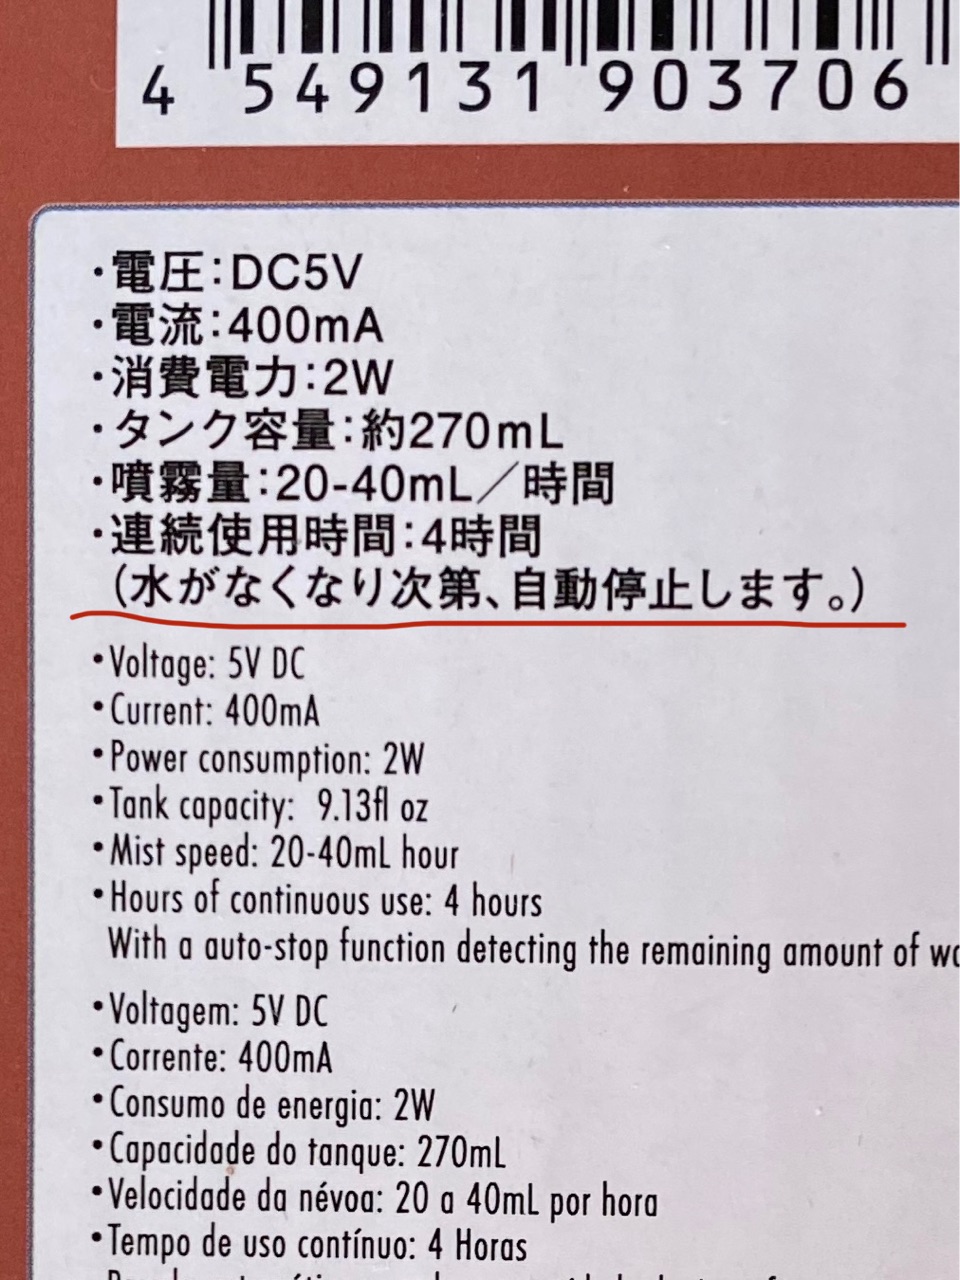 4 549131 903706
・電圧:DC5V
・電流:400mA
・消費電力:2W
・タンク容量:約270mL
・噴霧量:20-40mL／時間
・連続使用時間:4時間
(水がなくなり次第、自動停止します。)
•Voltage: 5V DC
•Current: 400mA
•Power consumption: 2W
•Tank capacity: 9.13fl oz
•Mist speed: 20-40mL hour
•Hours of continuous use: 4 hours
With a auto-stop function detecting the remaining amount of
•Voltagem: 5V DC
•Corrente: 400mA
•Consumo de energia: 2W
•Capacidade do tanque: 270mL
•Velocidade da névoa: 20 a 40mL por hora
•Tempo de uso contínuo: 4 Horas